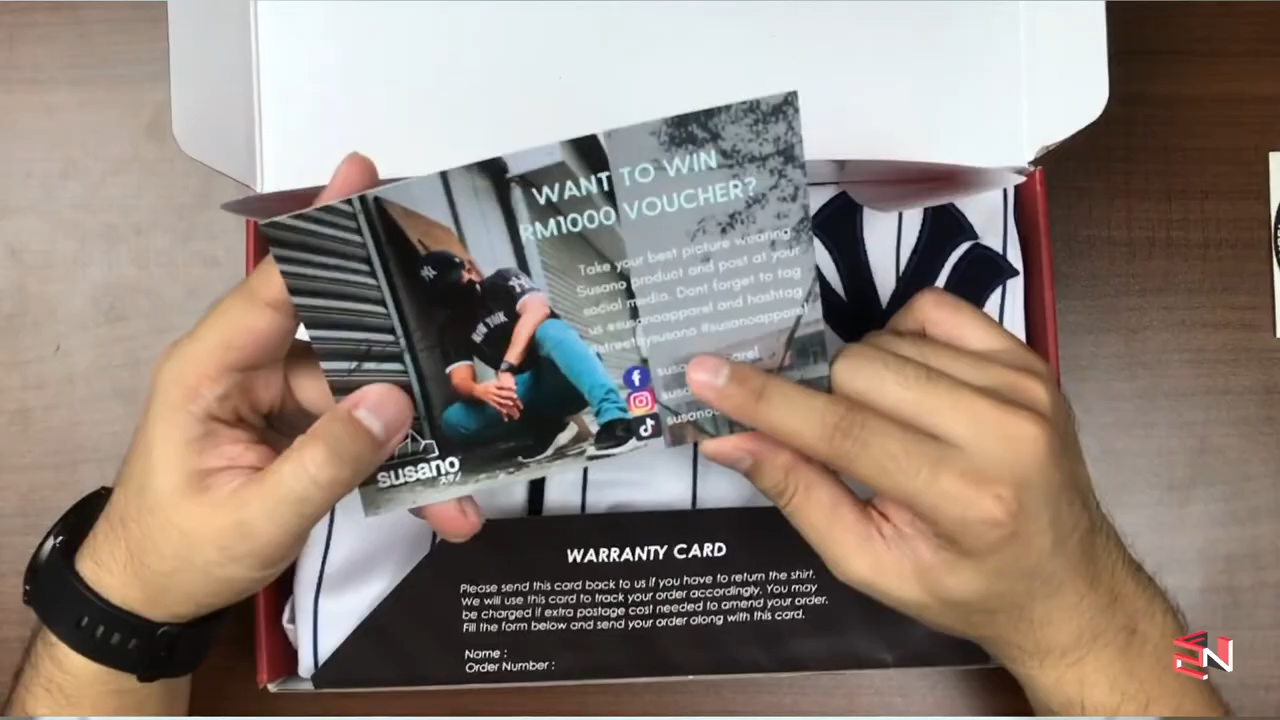 WANT TO WIN
RM1000 VOUCHER?
Take your best picture wearing
Susano product and post at your
social media. Dont forget to tag
us @susanoapparel and hashtag
#susanoapparel
susano
スサノ
NEW YORK
WARRANTY CARD
Please send this card back to us if you have to return the shirt.
We will use this card to track your order accordingly. You may
be charged if extra postage cost needed to amend your order.
Fill the form below and send your order along with this card.
Name :
Order Number :